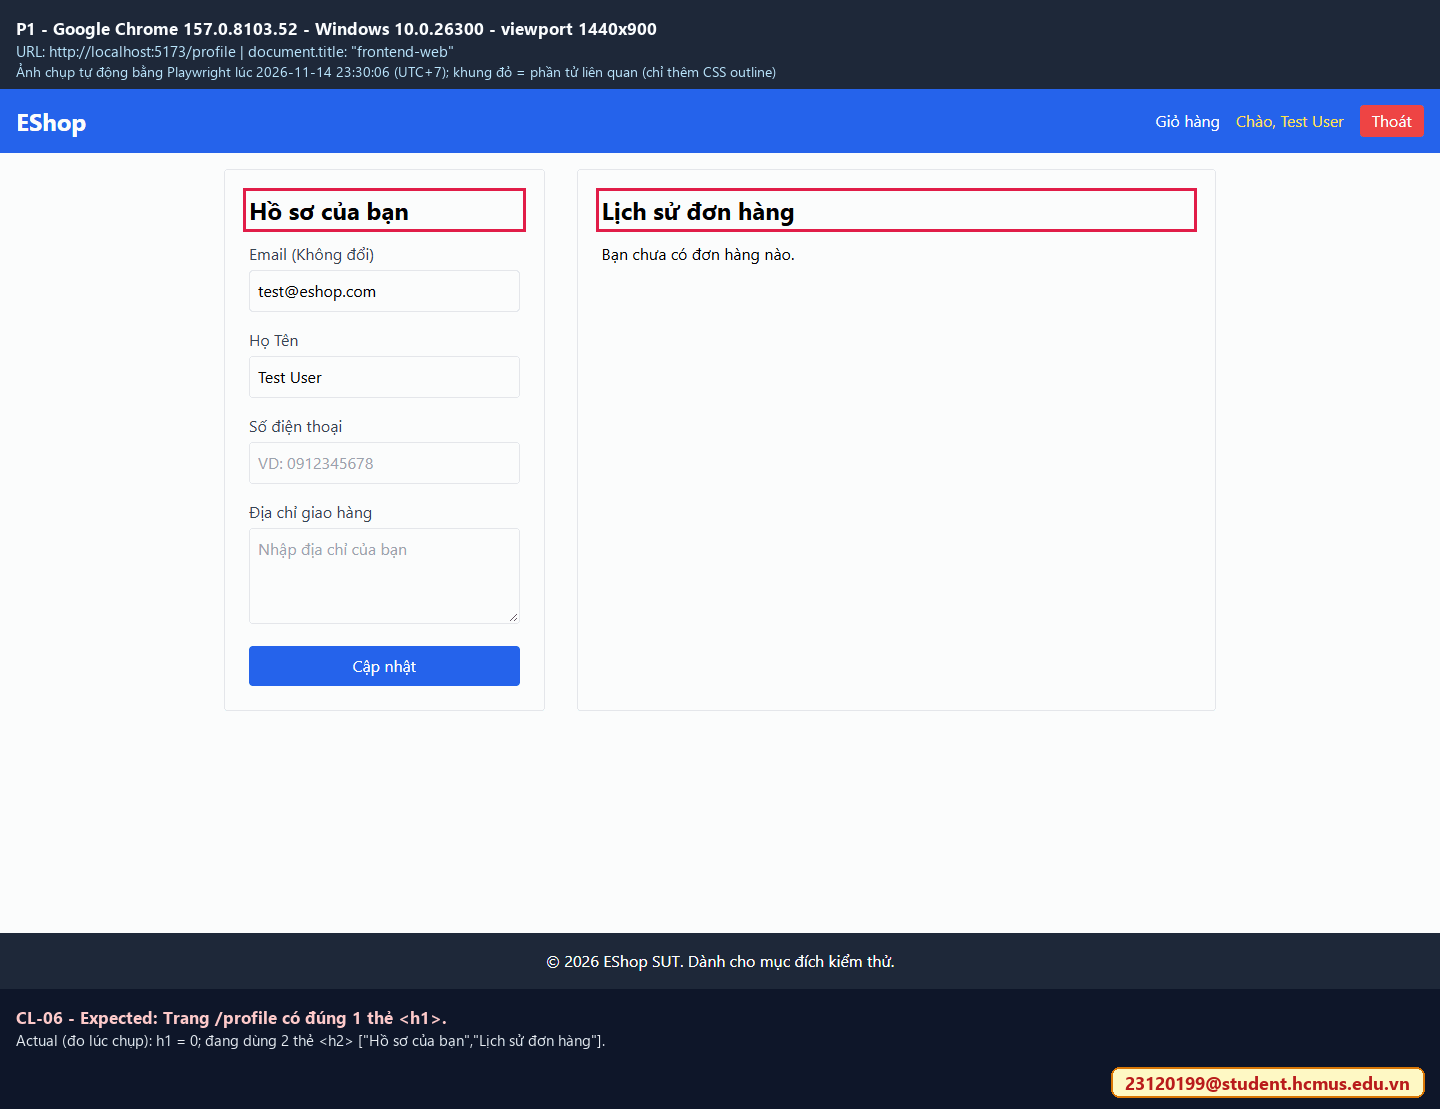 P1 - Google Chrome 157.0.8103.52 - Windows 10.0.26300 - viewport 1440x900
URL: http://localhost:5173/profile | document.title: "frontend-web"
Ảnh chụp tự động bằng Playwright lúc 2026-11-14 23:30:06 (UTC+7); khung đỏ = phần tử liên quan (chỉ thêm CSS outline)
EShop
Giỏ hàng
Chào, Test User
Thoát
Hồ sơ của bạn
Email (Không đổi)
test@eshop.com
Họ Tên
Test User
Số điện thoại
VD: 0912345678
Địa chỉ giao hàng
Nhập địa chỉ của bạn
Cập nhật
Lịch sử đơn hàng
Bạn chưa có đơn hàng nào.
© 2026 EShop SUT. Dành cho mục đích kiểm thử.
CL-06 - Expected: Trang /profile có đúng 1 thẻ <h1>.
Actual (đo lúc chụp): h1 = 0; đang dùng 2 thẻ <h2> ["Hồ sơ của bạn","Lịch sử đơn hàng"].
23120199@student.hcmus.edu.vn